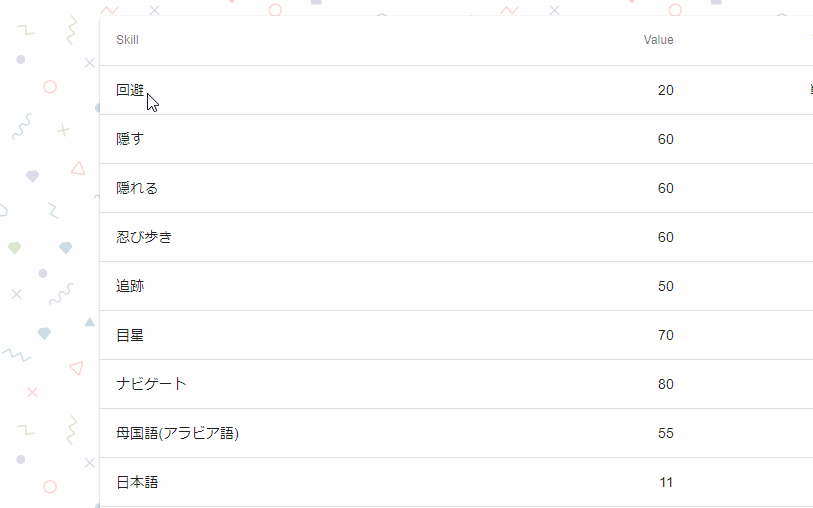 Skill Value
回避 20
隠す 60
隠れる 60
忍び歩き 60
追跡 50
目星 70
ナビゲート 80
母国語(アラビア語) 55
日本語 11